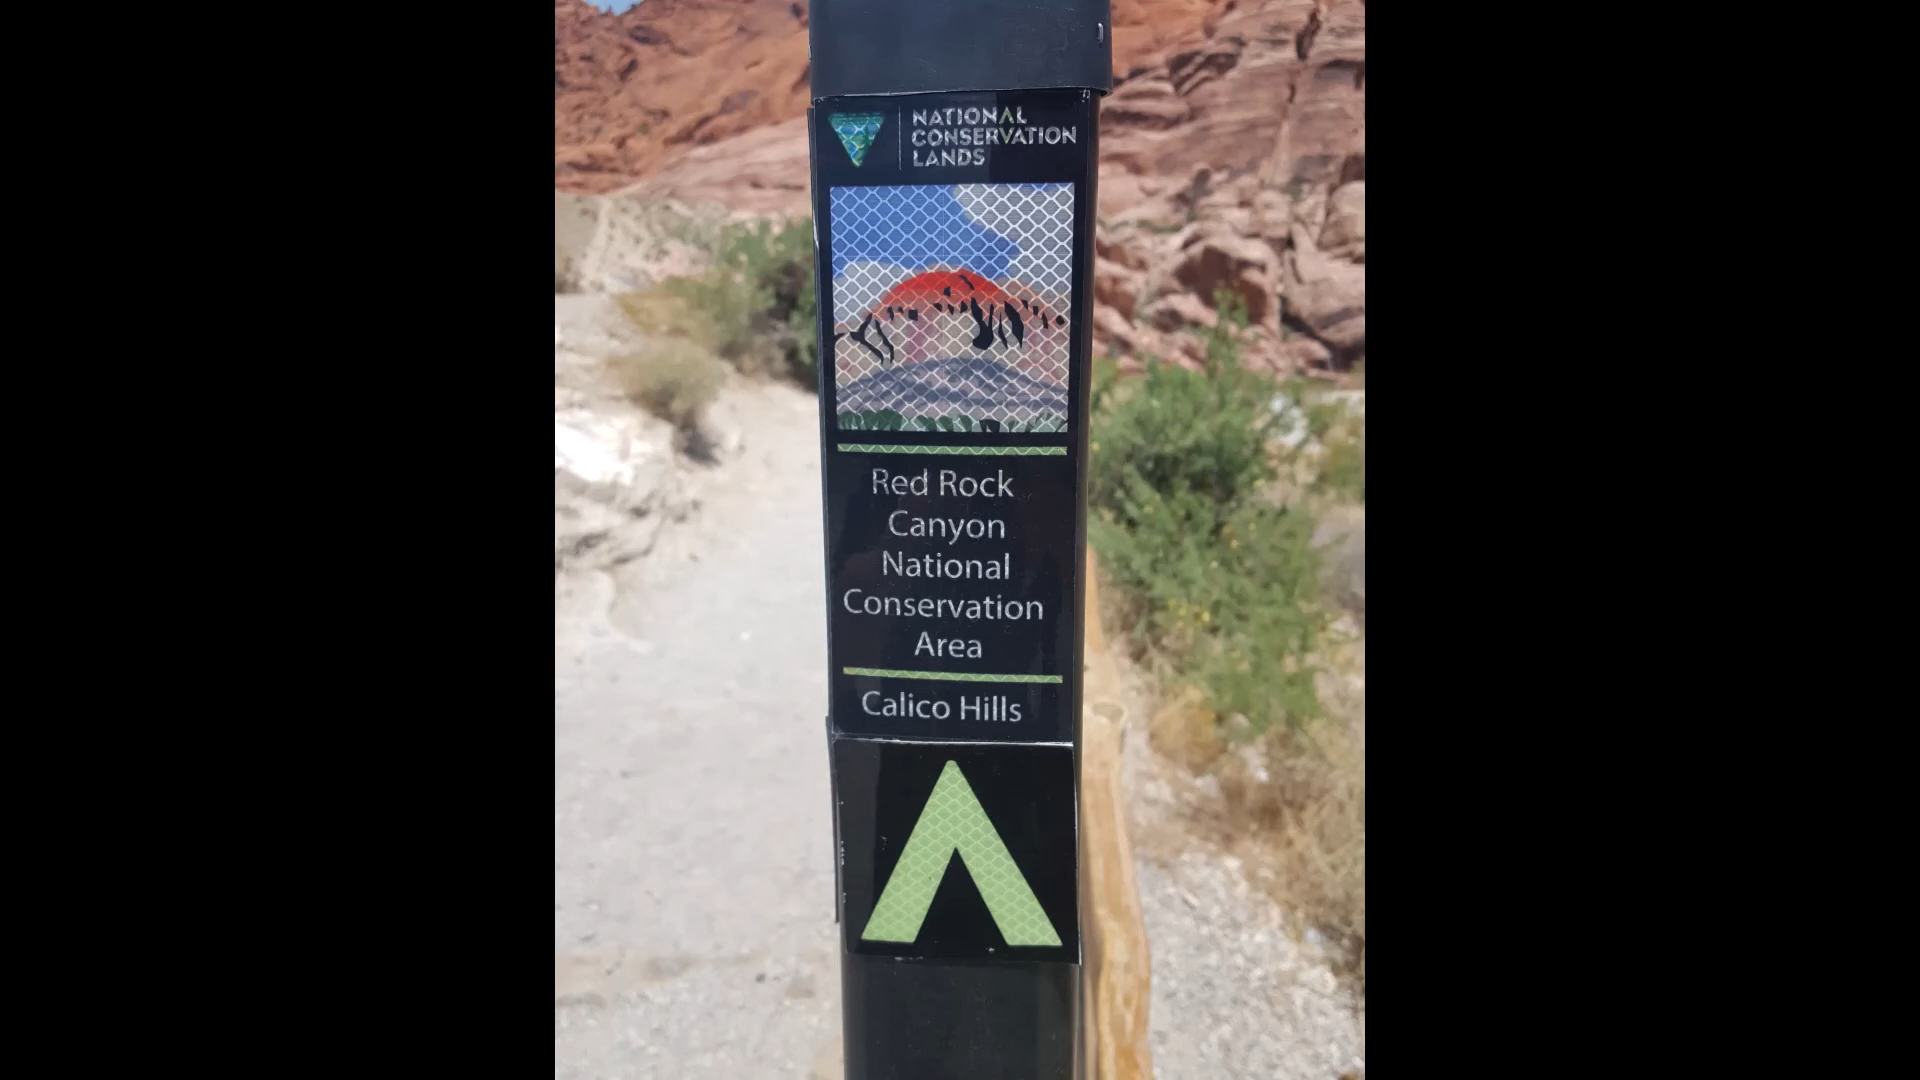 NATIONAL
CONSERVATION
LANDS
Red Rock
Canyon
National
Conservation
Area
Calico Hills